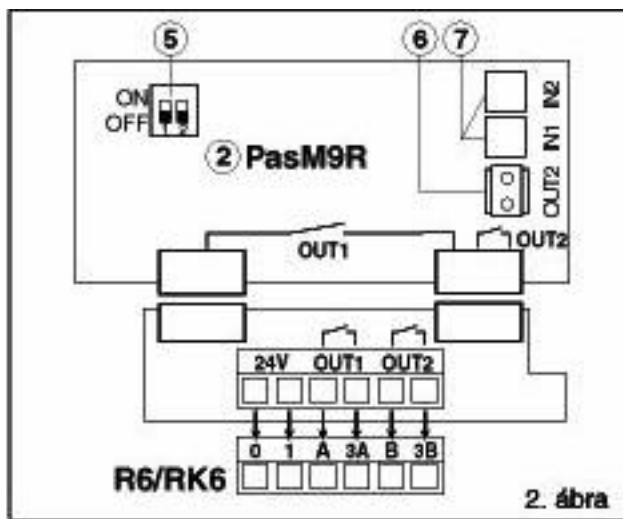 5 6 7
ON
OFF
1 2
IN2
IN1
OUT2
2 PasM9R
OUT1
OUT2
24V OUT1 OUT2
0 1 A 3A B 3B
R6/RK6
2. ábra